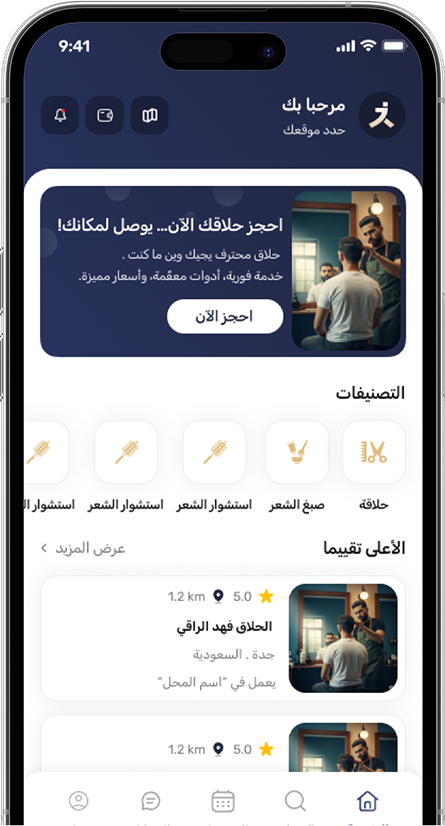 9:41
مرحبا بك
حدد موقعك
احجز حلاقك الآن... يوصل لمكانك!
حلاق محترف يجيك وين ما كنت .
خدمة فورية، أدوات معقّمة، وأسعار مميزة.
احجز الآن
التصنيفات
حلاقة
صبغ الشعر
استشوار الشعر
استشوار الشعر
استشوار ال
الأعلى تقييما
عرض المزيد
5.0 1.2 km
الحلاق فهد الراقي
جدة , السعودية
يعمل في "اسم المحل"
5.0 1.2 km